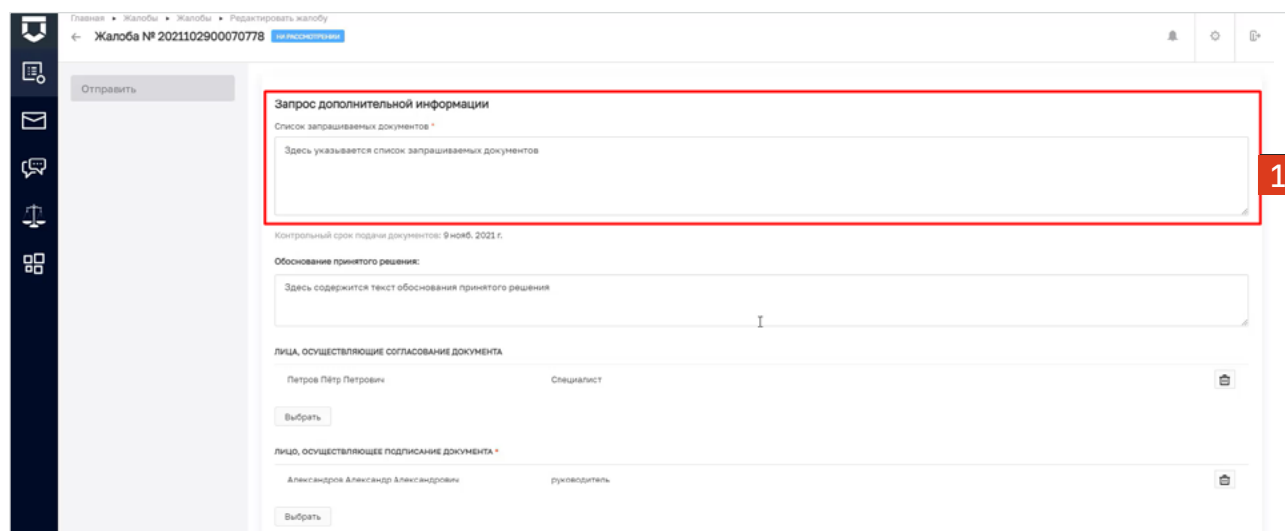 Главная ▸ Жалобы ▸ Жалобы ▸ Редактировать жалобу
← Жалоба № 2021102900070778 НА РАССМОТРЕНИИ
Отправить
Запрос дополнительной информации
Список запрашиваемых документов *
Здесь указывается список запрашиваемых документов
1
Контрольный срок подачи документов: 9 нояб. 2021 г.
Обоснование принятого решения:
Здесь содержится текст обоснования принятого решения
ЛИЦА, ОСУЩЕСТВЛЯЮЩИЕ СОГЛАСОВАНИЕ ДОКУМЕНТА
Петров Пётр Петрович Специалист
Выбрать
ЛИЦО, ОСУЩЕСТВЛЯЮЩЕЕ ПОДПИСАНИЕ ДОКУМЕНТА *
Александров Александр Александрович руководитель
Выбрать